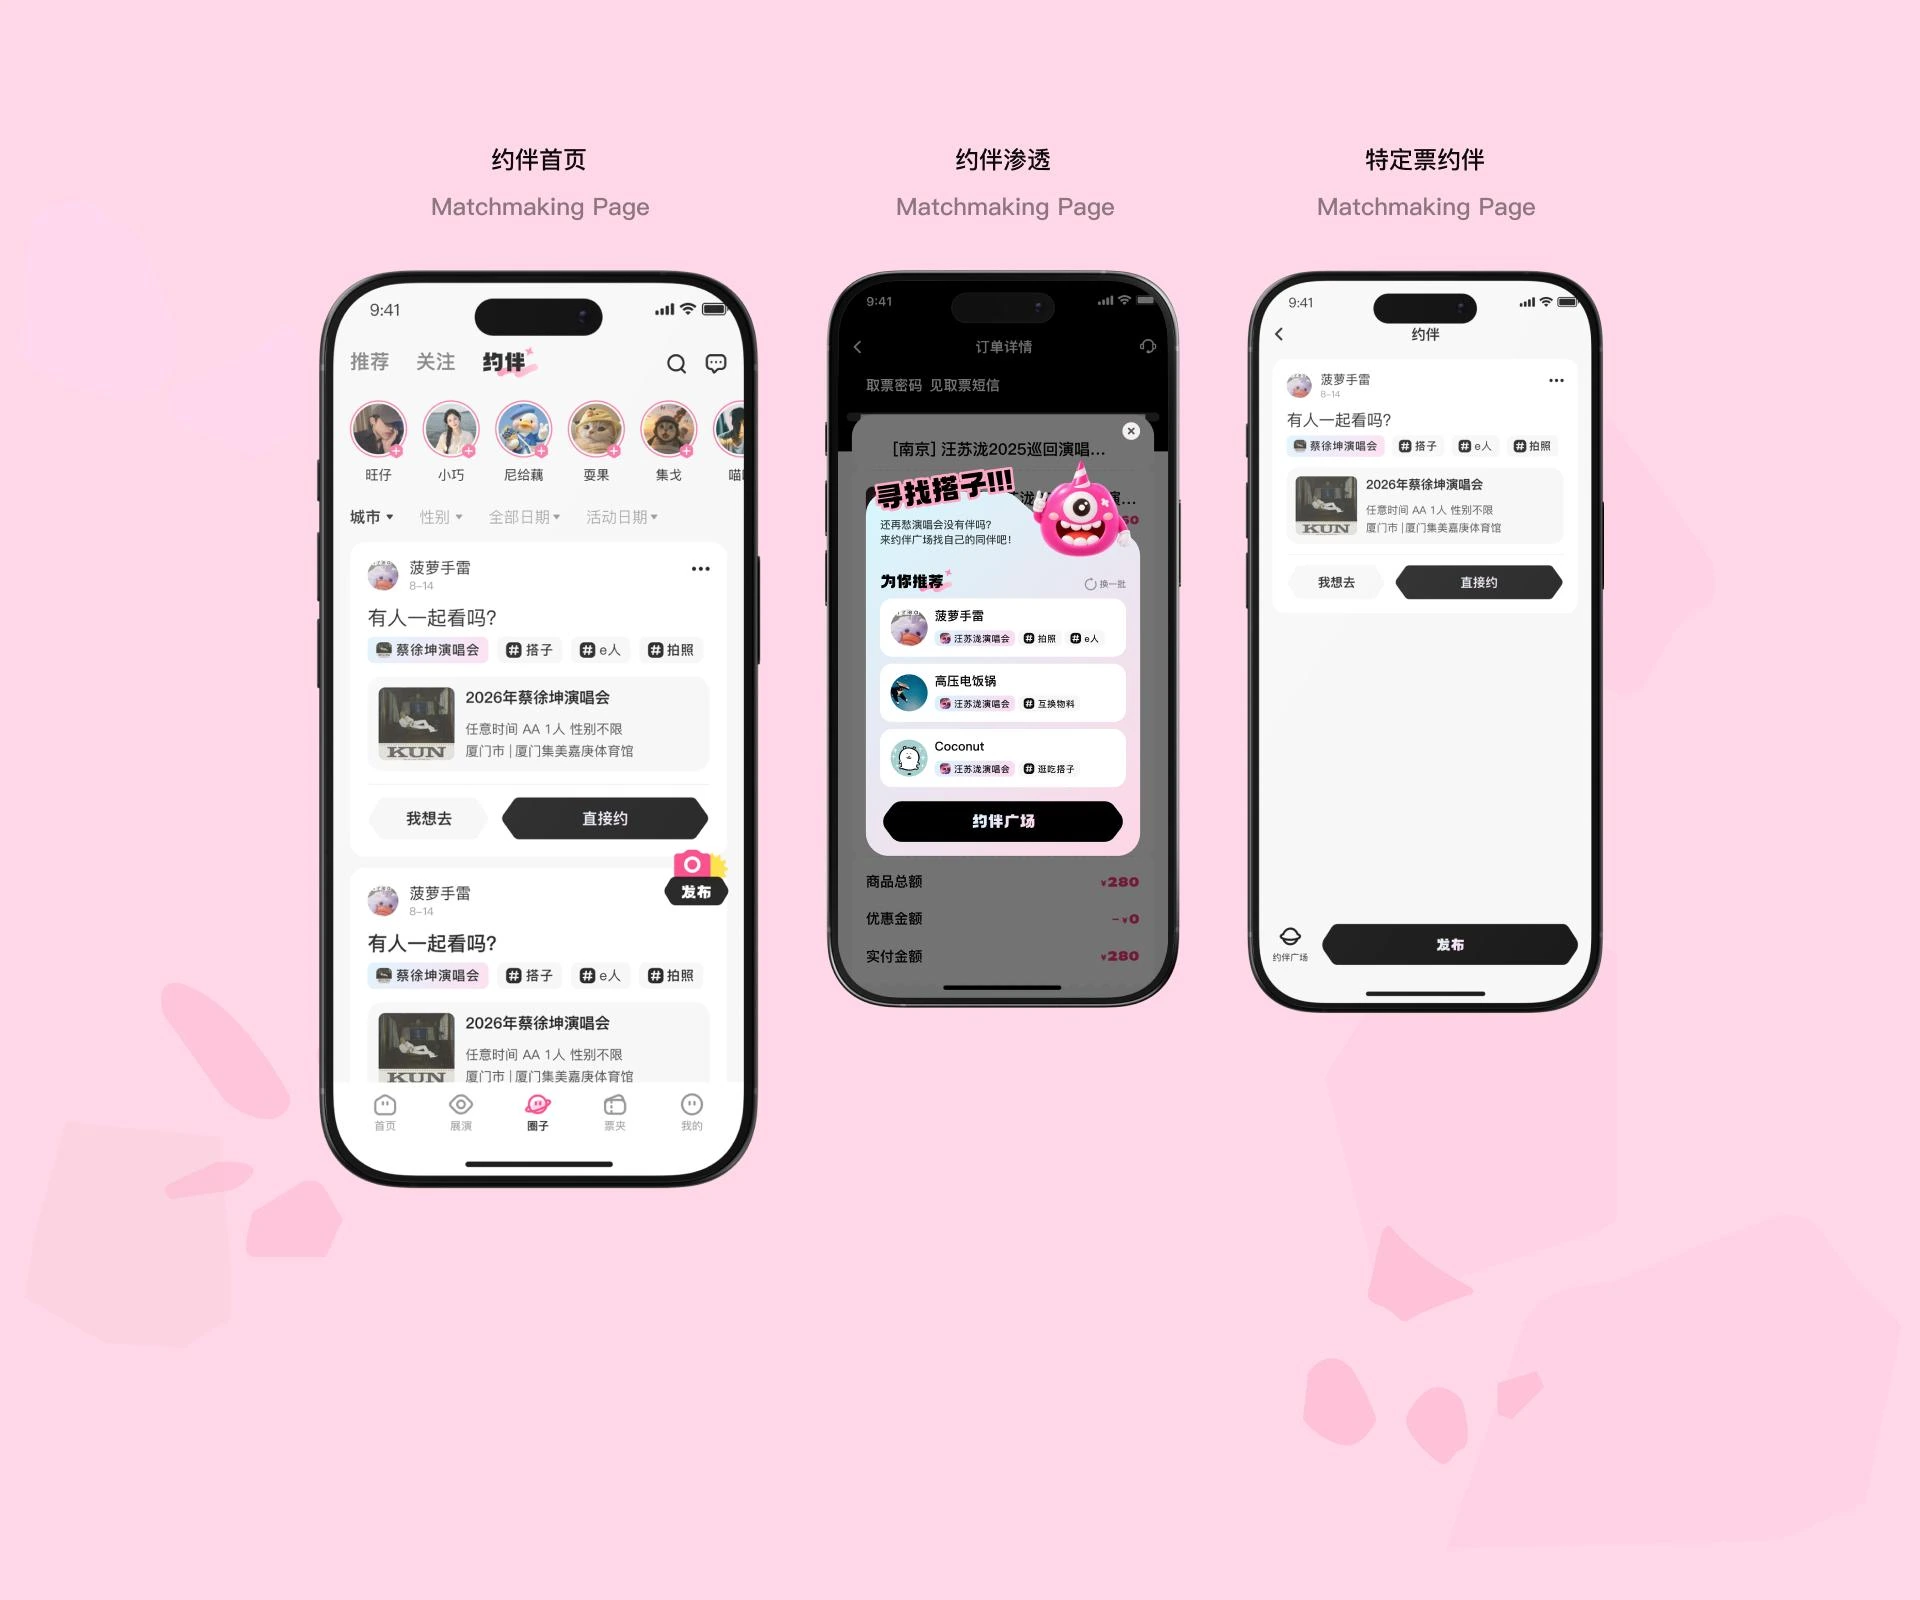 约伴首页
Matchmaking Page
9:41
推荐 关注 约伴
旺仔 小巧 尼给藕 耍果 集戈
城市 性别 全部日期 活动日期
菠萝手雷
8-14
有人一起看吗?
蔡徐坤演唱会 搭子 e人 拍照
2026年蔡徐坤演唱会
任意时间 AA 1人 性别不限
厦门市 | 厦门集美嘉庚体育馆
KUN
我想去 直接约
发布
菠萝手雷
8-14
有人一起看吗?
蔡徐坤演唱会 搭子 e人 拍照
2026年蔡徐坤演唱会
任意时间 AA 1人 性别不限
厦门市 | 厦门集美嘉庚体育馆
KUN
首页 展演 圈子 票夹 我的
约伴渗透
Matchmaking Page
9:41
订单详情
取票密码 见取票短信
[南京] 汪苏泷2025巡回演唱...
寻找搭子!!!
还再愁演唱会没有伴吗?
来约伴广场找自己的同伴吧!
为你推荐 换一批
菠萝手雷
汪苏泷演唱会 拍照 e人
高压电饭锅
汪苏泷演唱会 互换物料
Coconut
汪苏泷演唱会 逛吃搭子
约伴广场
商品总额 ¥280
优惠金额 -¥0
实付金额 ¥280
特定票约伴
Matchmaking Page
9:41
约伴
菠萝手雷
8-14
有人一起看吗?
蔡徐坤演唱会 搭子 e人 拍照
2026年蔡徐坤演唱会
任意时间 AA 1人 性别不限
厦门市 | 厦门集美嘉庚体育馆
KUN
我想去 直接约
约伴广场 发布